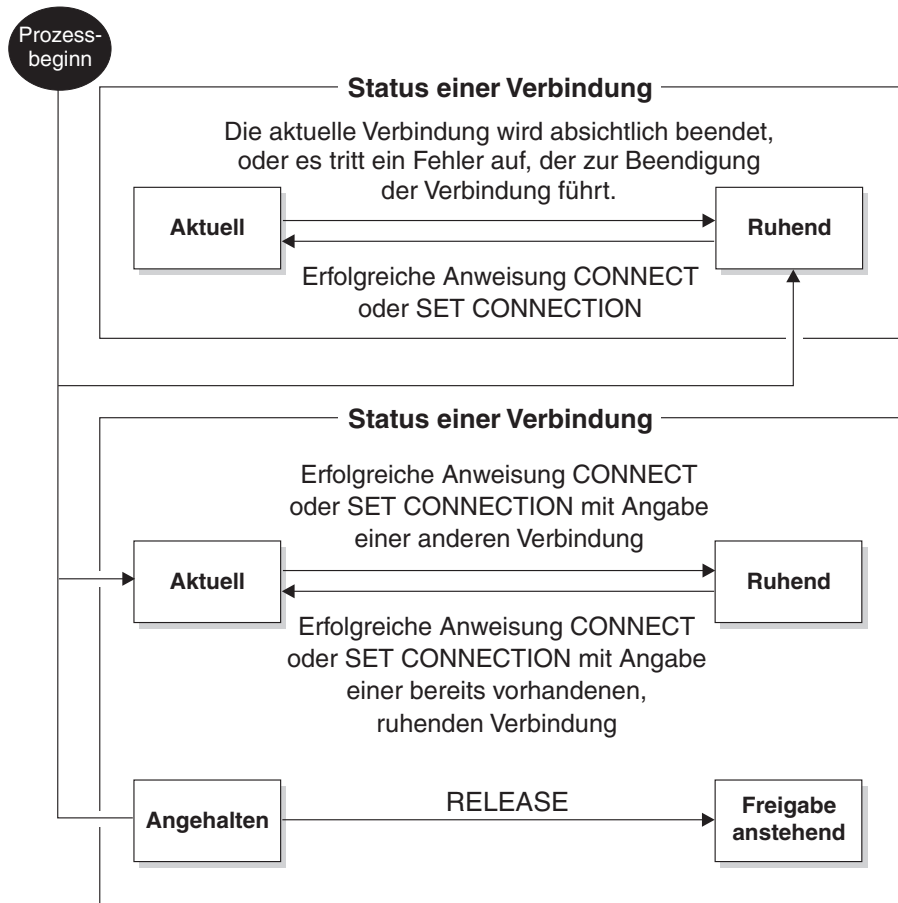 Prozess-
beginn
Status einer Verbindung
Die aktuelle Verbindung wird absichtlich beendet,
oder es tritt ein Fehler auf, der zur Beendigung
der Verbindung führt.
Aktuell
Ruhend
Erfolgreiche Anweisung CONNECT
oder SET CONNECTION
Status einer Verbindung
Erfolgreiche Anweisung CONNECT
oder SET CONNECTION mit Angabe
einer anderen Verbindung
Aktuell
Ruhend
Erfolgreiche Anweisung CONNECT
oder SET CONNECTION mit Angabe
einer bereits vorhandenen,
ruhenden Verbindung
Angehalten
RELEASE
Freigabe
anstehend